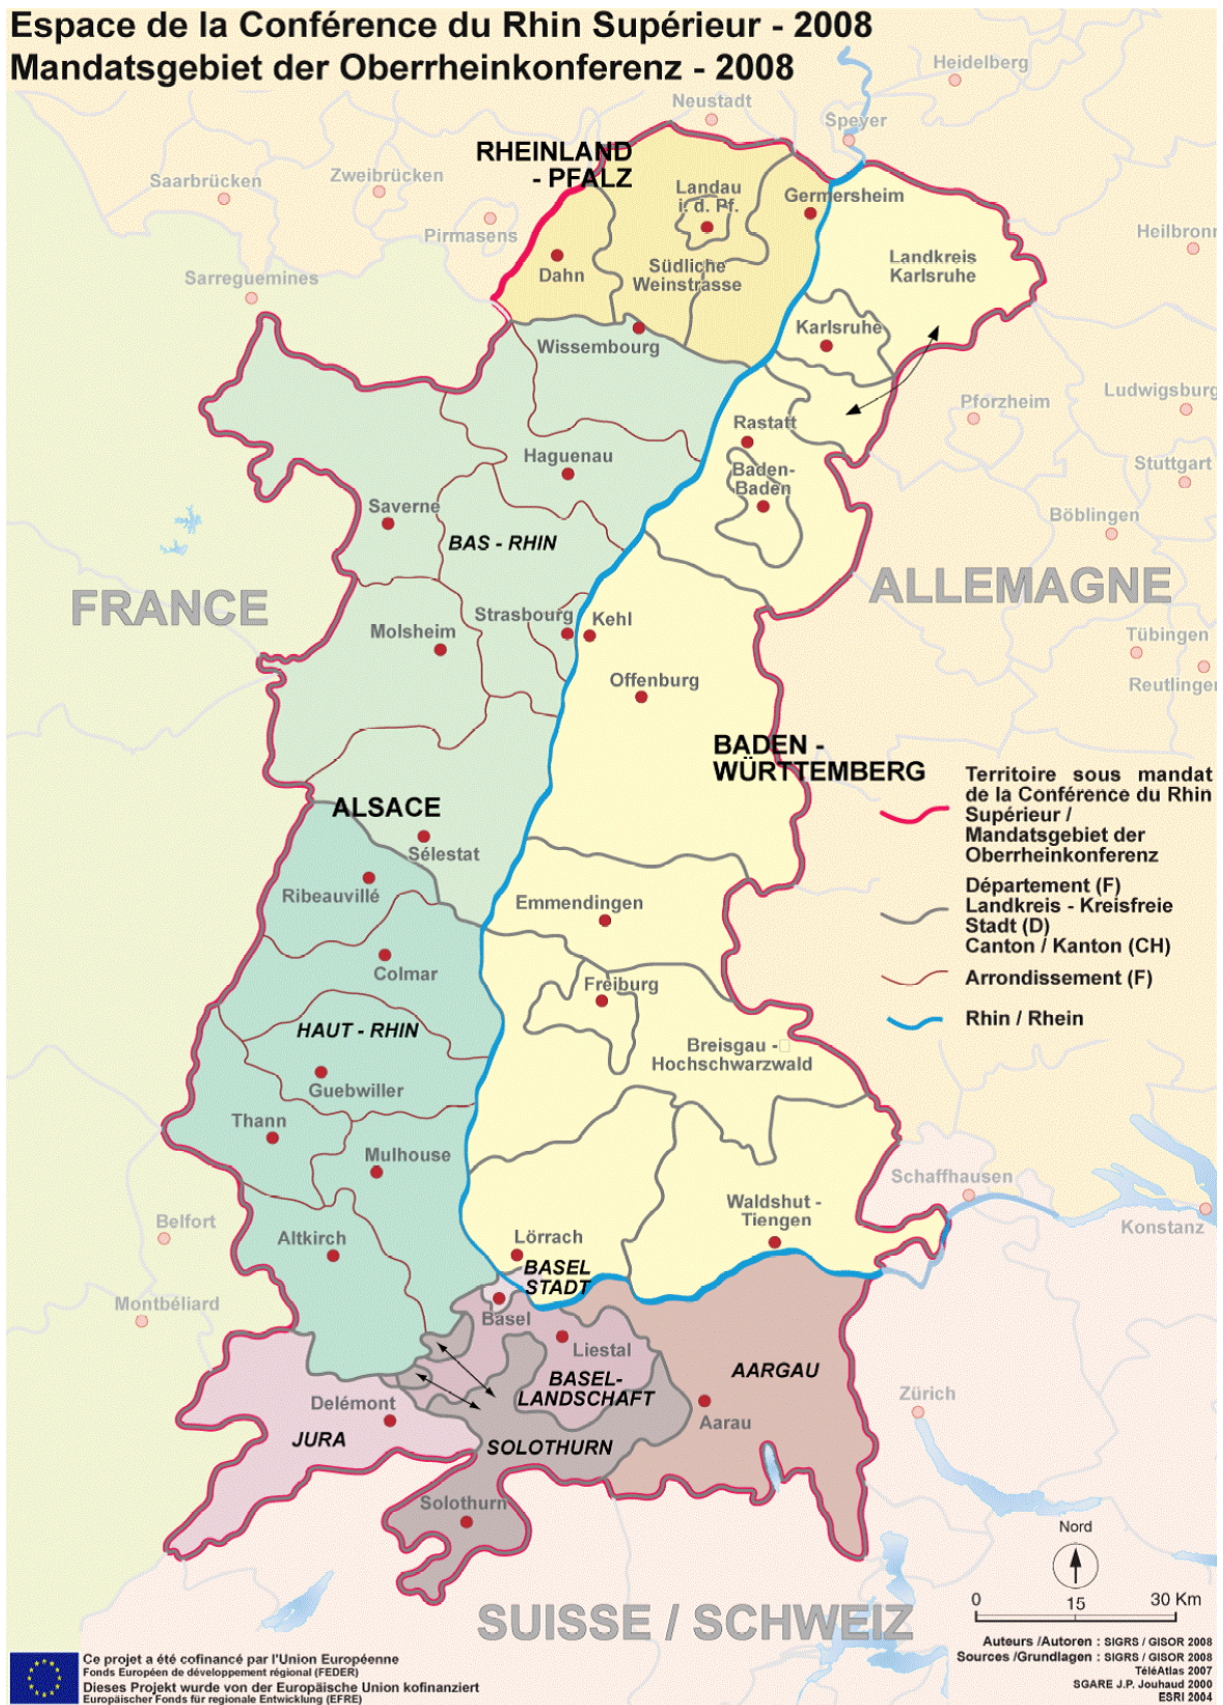 Espace de la Conférence du Rhin Supérieur - 2008
Mandatsgebiet der Oberrheinkonferenz - 2008
Heidelberg
Neustadt
Speyer
RHEINLAND
- PFALZ
Saarbrücken
Zweibrücken
Landau
i. d. Pf.
Germersheim
Pirmasens
Heilbronn
Landkreis
Karlsruhe
Sarreguemines
Dahn
Südliche
Weinstrasse
Karlsruhe
Wissembourg
Pforzheim
Ludwigsburg
Rastatt
Haguenau
Baden-
Baden
Stuttgart
Saverne
Böblingen
BAS - RHIN
FRANCE
ALLEMAGNE
Strasbourg
Kehl
Molsheim
Tübingen
Offenburg
Reutlingen
BADEN -
WÜRTTEMBERG
ALSACE
Sélestat
Ribeauvillé
Emmendingen
Colmar
Freiburg
HAUT - RHIN
Breisgau -
Hochschwarzwald
Guebwiller
Thann
Mulhouse
Schaffhausen
Belfort
Waldshut -
Tiengen
Konstanz
Altkirch
Lörrach
BASEL
STADT
Montbéliard
Basel
Liestal
BASEL-
LANDSCHAFT
AARGAU
Delémont
Zürich
Aarau
JURA
SOLOTHURN
Solothurn
SUISSE / SCHWEIZ
Territoire sous mandat
de la Conférence du Rhin
Supérieur /
Mandatsgebiet der
Oberrheinkonferenz
Département (F)
Landkreis - Kreisfreie
Stadt (D)
Canton / Kanton (CH)
Arrondissement (F)
Rhin / Rhein
Nord
0 15 30 Km
Auteurs /Autoren : SIGRS / GISOR 2008
Sources /Grundlagen : SIGRS / GISOR 2008
TéléAtlas 2007
SGARE J.P. Jouhaud 2000
ESRI 2004
Ce projet a été cofinancé par l'Union Européenne
Fonds Européen de développement régional (FEDER)
Dieses Projekt wurde von der Europäische Union kofinanziert
Europäischer Fonds für regionale Entwicklung (EFRE)